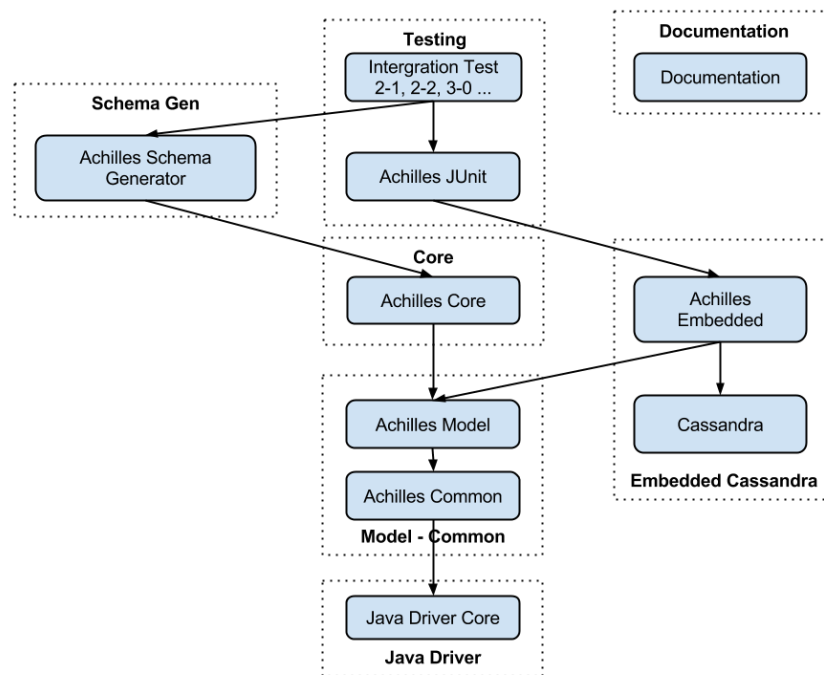 Testing
Intergration Test
2-1, 2-2, 3-0 ...
Documentation
Documentation
Schema Gen
Achilles Schema
Generator
Achilles JUnit
Core
Achilles Core
Achilles
Embedded
Achilles Model
Cassandra
Embedded Cassandra
Achilles Common
Model - Common
Java Driver Core
Java Driver